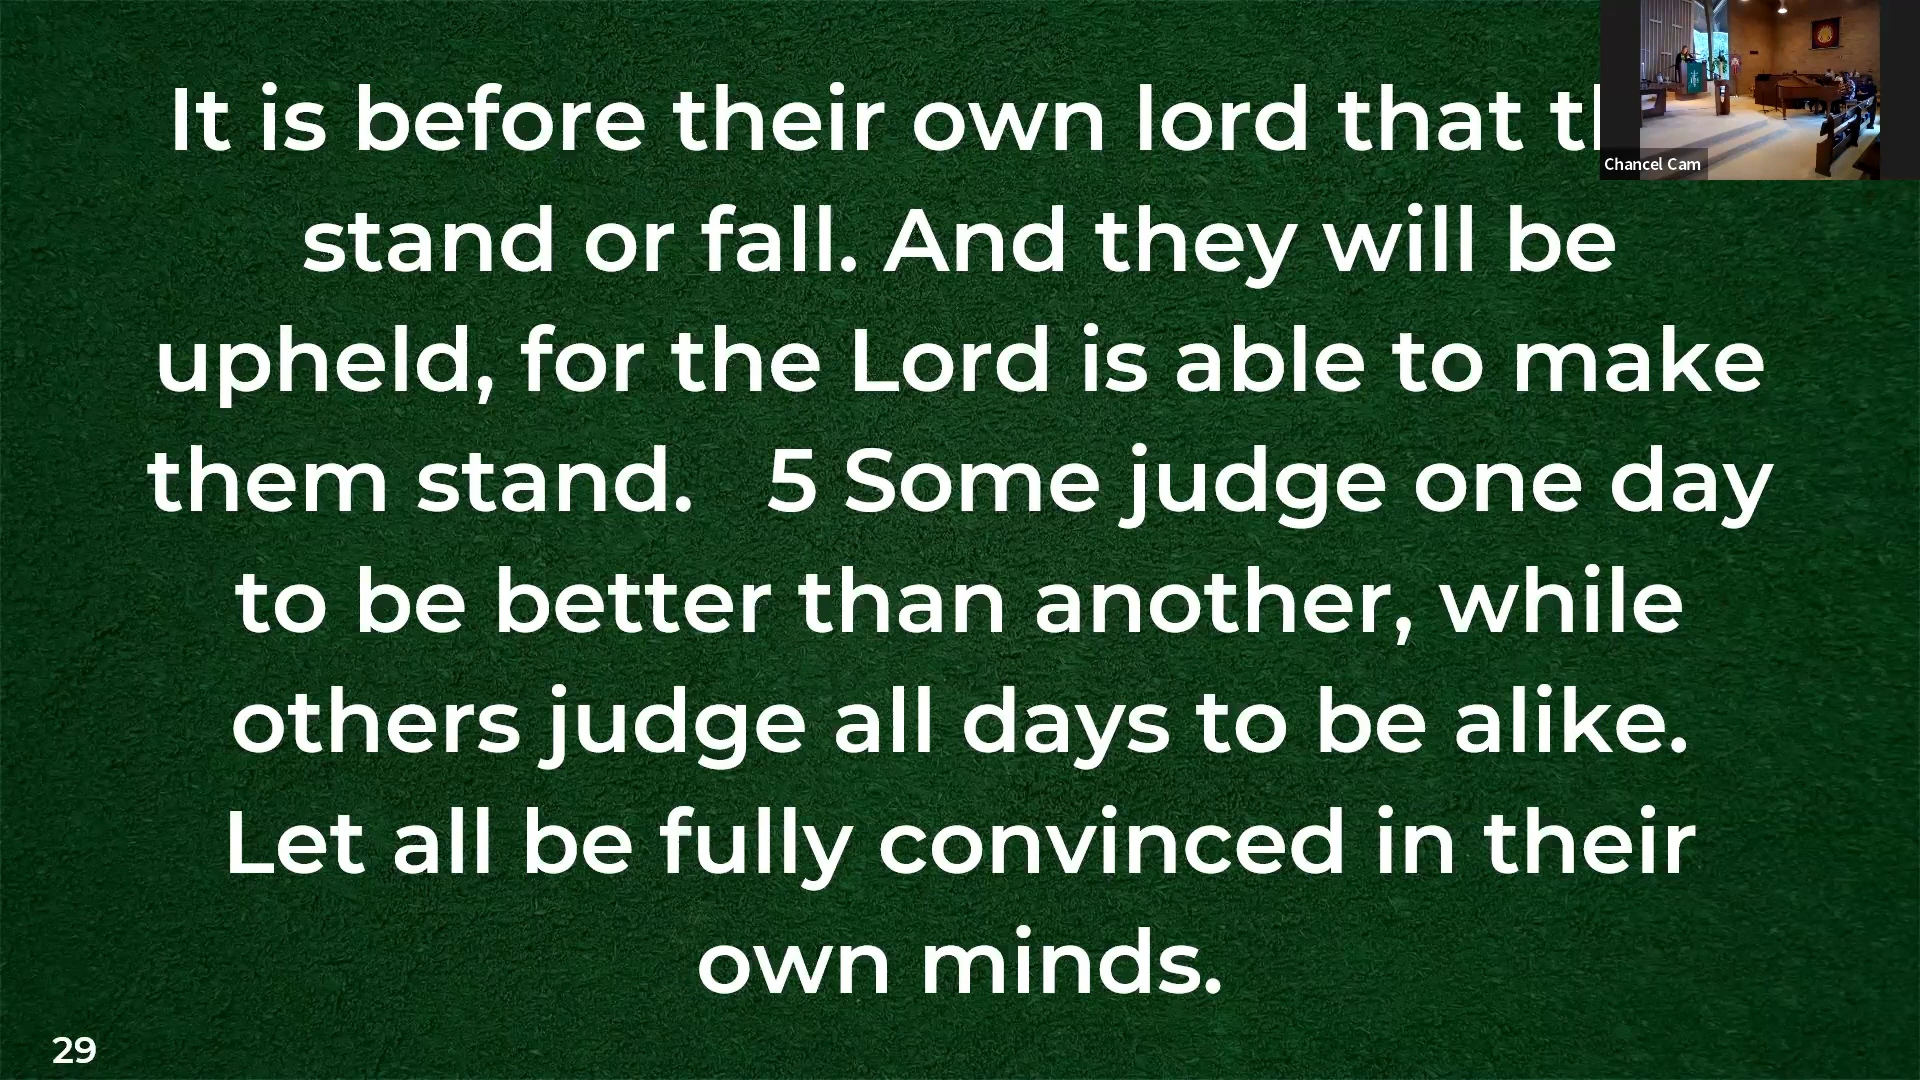 It is before their own lord that
stand or fall. And they will be
upheld, for the Lord is able to make
them stand. 5 Some judge one day
to be better than another, while
others judge all days to be alike.
Let all be fully convinced in their
own minds.
Chancel Cam
29